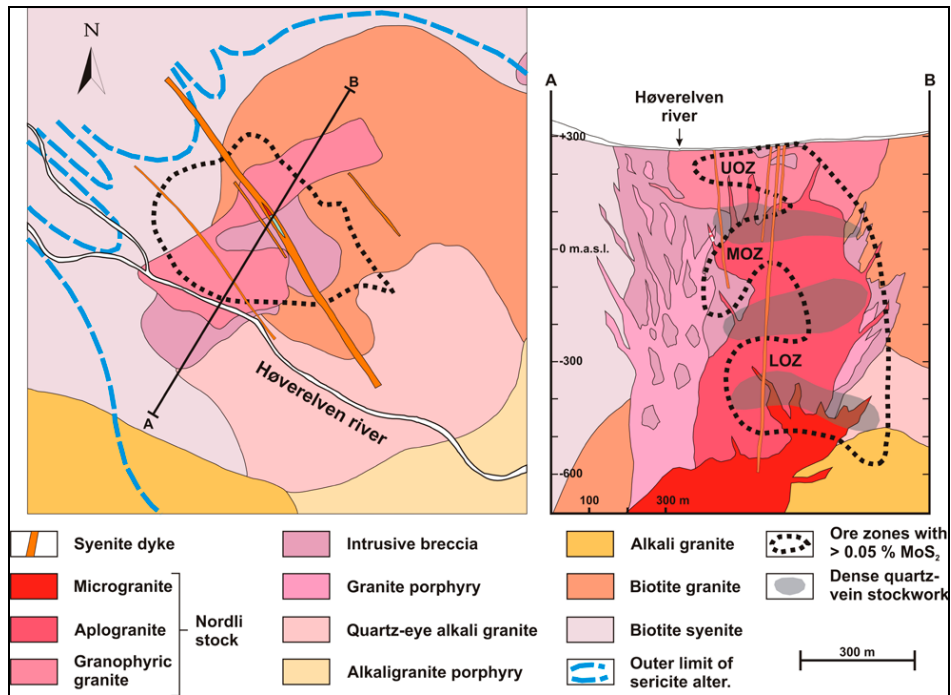 N
B
A
Høverelven river
A
B
Høverelven
river
+300
0 m.a.s.l.
-300
-600
UOZ
MOZ
LOZ
100
300 m
Syenite dyke
Microgranite
Aplogranite
Granophyric
granite
Nordli
stock
Intrusive breccia
Granite porphyry
Quartz-eye alkali granite
Alkaligranite porphyry
Alkali granite
Biotite granite
Biotite syenite
Outer limit of
sericite alter.
Ore zones with
> 0.05 % MoS₂
Dense quartz-
vein stockwork
300 m